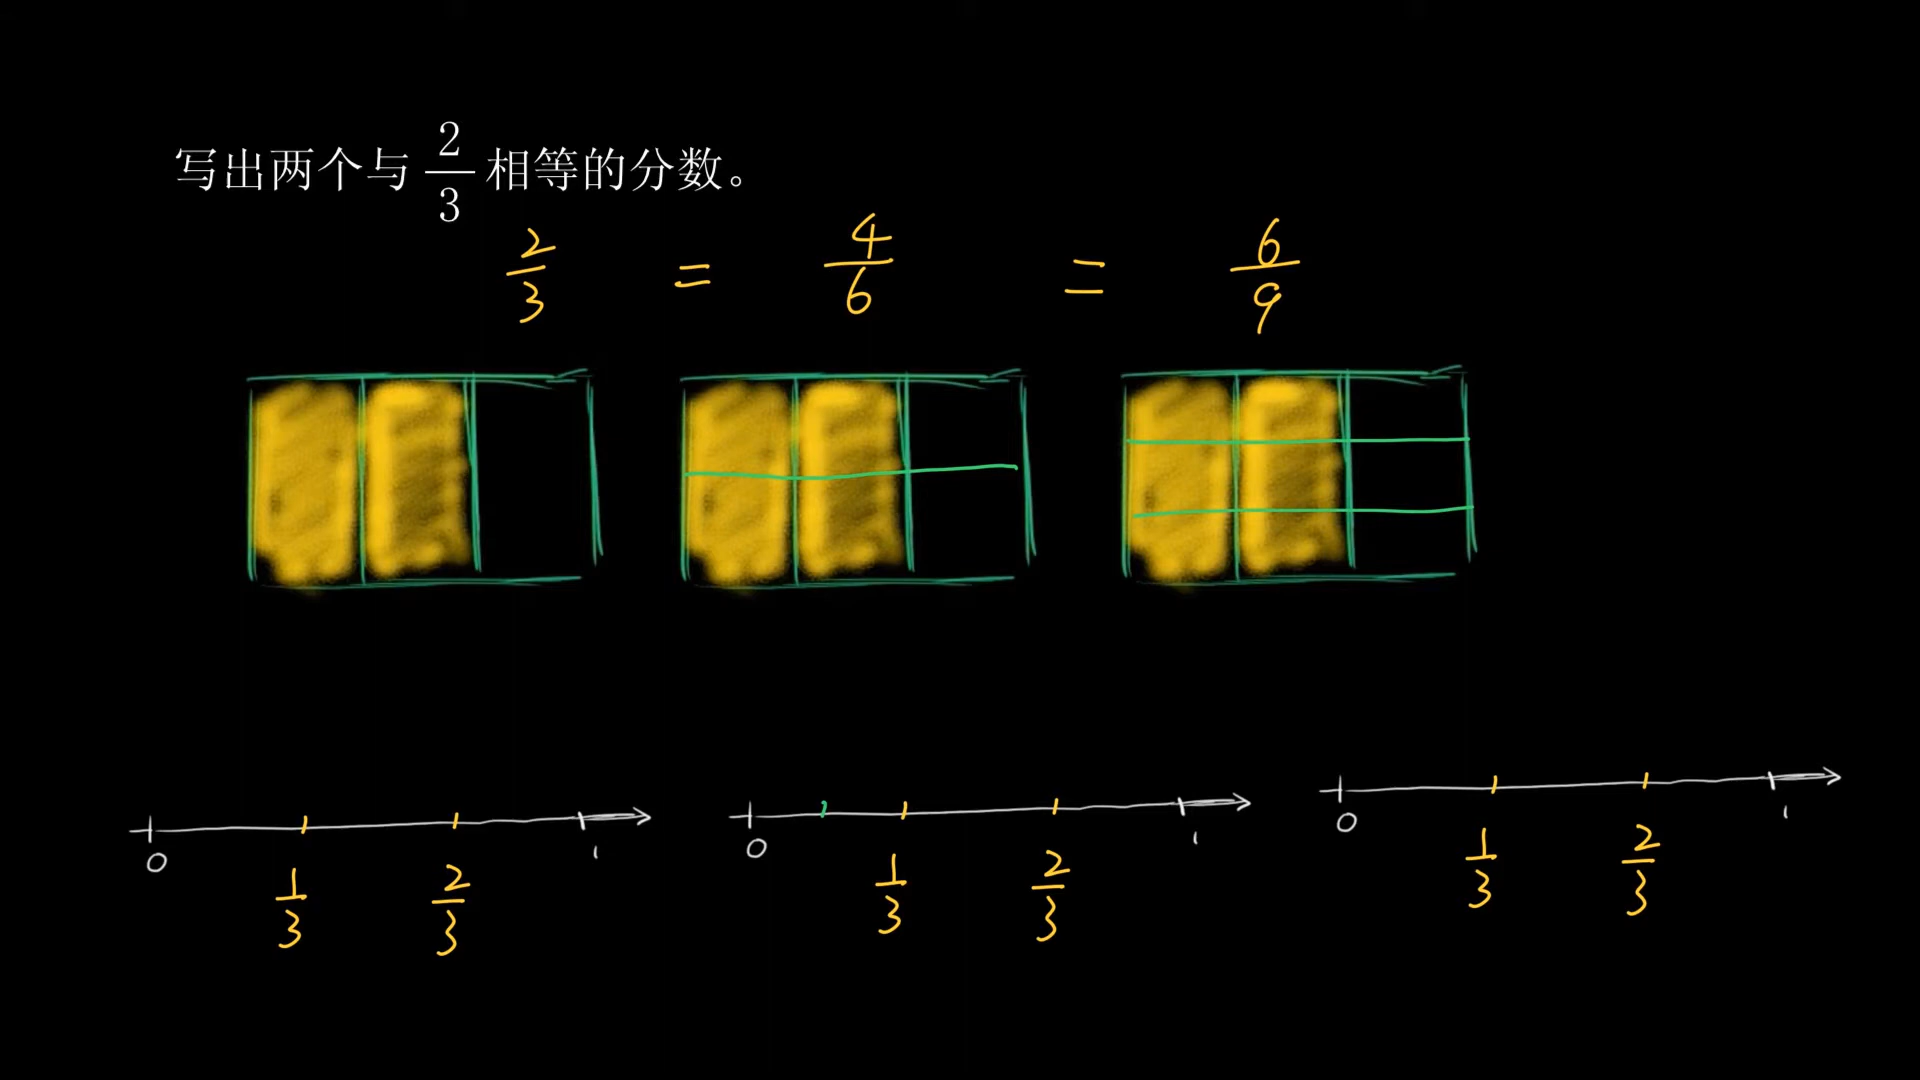 写出两个与 2/3 相等的分数。
2/3 = 4/6 = 6/9
0 1/3 2/3 1
0 1/3 2/3 1
0 1/3 2/3 1